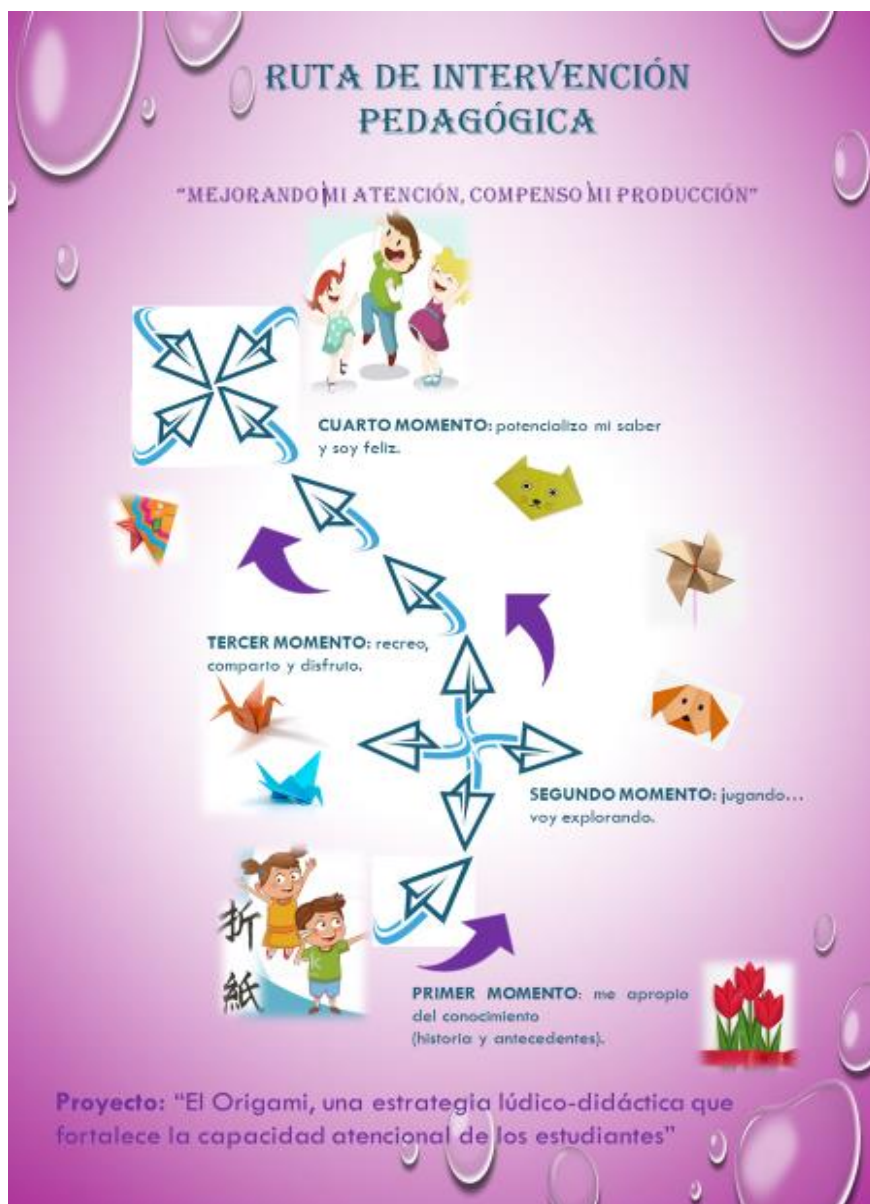 RUTA DE INTERVENCIÓN
PEDAGÓGICA
"MEJORANDO MI ATENCIÓN, COMPENSO MI PRODUCCIÓN"
CUARTO MOMENTO: potencializo mi saber
y soy feliz.
TERCER MOMENTO: recreo,
comparto y disfruto.
SEGUNDO MOMENTO: jugando…
voy explorando.
折
紙
PRIMER MOMENTO: me apropio
del conocimiento
(historia y antecedentes).
Proyecto: "El Origami, una estrategia lúdico-didáctica que
fortalece la capacidad atencional de los estudiantes"